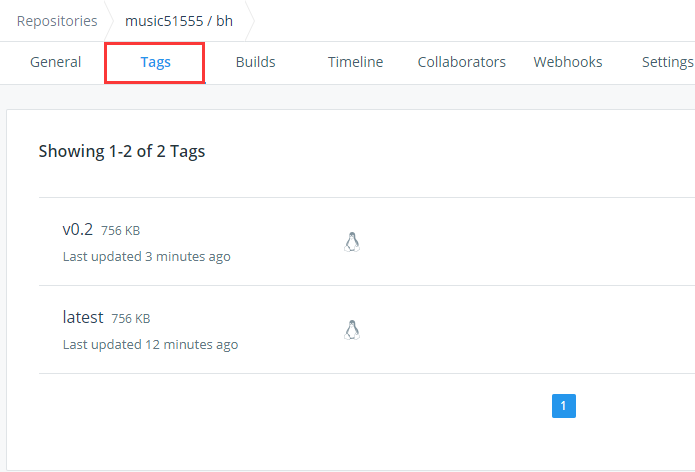 Repositories music51555 / bh
General Tags Builds Timeline Collaborators Webhooks Settings
Showing 1-2 of 2 Tags
v0.2 756 KB
Last updated 3 minutes ago
latest 756 KB
Last updated 12 minutes ago
1